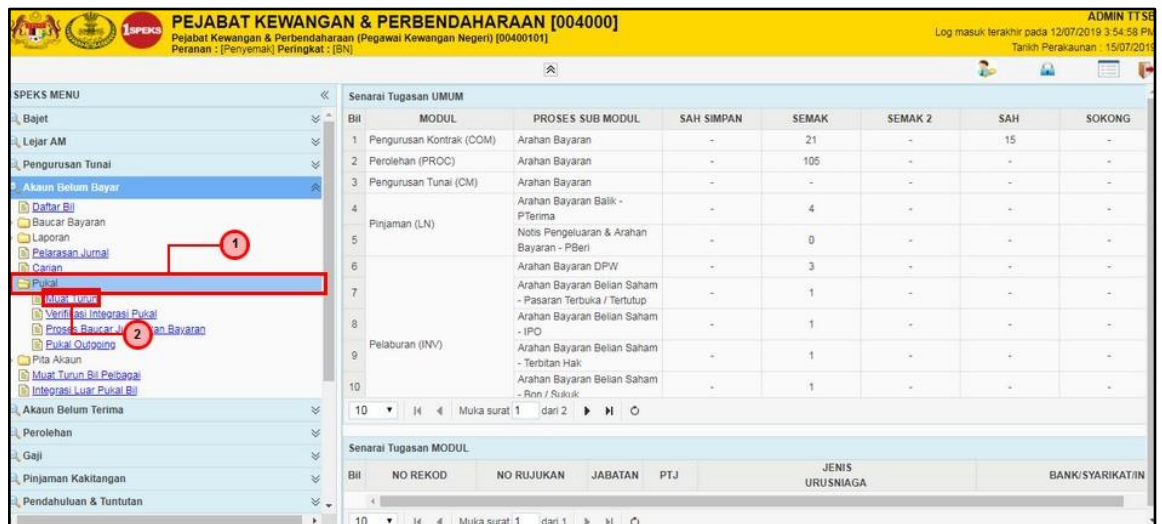 1SPEKS
PEJABAT KEWANGAN & PERBENDAHARAAN [004000]
Pejabat Kewangan & Perbendaharaan (Pegawai Kewangan Negeri) [00400101]
Peranan : [Penyemak] Peringkat : [BN]
ADMIN TTSB
Log masuk terakhir pada 12/07/2019 3:54:58 PM
Tarikh Perakaunan : 15/07/2019
SPEKS MENU
Bajet
Lejar AM
Pengurusan Tunai
Akaun Belum Bayar
Daftar Bil
Baucar Bayaran
Laporan
Pelarasan Jurnal
Carian
Pukal
Muat Turun
Verifikasi Integrasi Pukal
Proses Baucar Ju an Bayaran
Pukal Outgoing
Pita Akaun
Muat Turun Bil Pelbagai
Integrasi Luar Pukal Bil
Akaun Belum Terima
Perolehan
Gaji
Pinjaman Kakitangan
Pendahuluan & Tuntutan
1
2
Senarai Tugasan UMUM
Bil MODUL PROSES SUB MODUL SAH SIMPAN SEMAK SEMAK 2 SAH SOKONG
1 Pengurusan Kontrak (COM) Arahan Bayaran - 21 - 15 -
2 Perolehan (PROC) Arahan Bayaran - 105 - - -
3 Pengurusan Tunai (CM) Arahan Bayaran - - - - -
4 Pinjaman (LN) Arahan Bayaran Balik -
PTerima - 4 - - -
5 Notis Pengeluaran & Arahan
Bayaran - PBeri - 0 - - -
6 Pelaburan (INV) Arahan Bayaran DPW - 3 - - -
7 Arahan Bayaran Belian Saham
- Pasaran Terbuka / Tertutup - 1 - - -
8 Arahan Bayaran Belian Saham
- IPO - 1 - - -
9 Arahan Bayaran Belian Saham
- Terbitan Hak - 1 - - -
10 Arahan Bayaran Belian Saham
- Bon / Sukuk - 1 - - -
10 Muka surat 1 dari 2
Senarai Tugasan MODUL
Bil NO REKOD NO RUJUKAN JABATAN PTJ JENIS
URUSNIAGA BANK/SYARIKAT/IN
10 Muka surat 1 dari 1